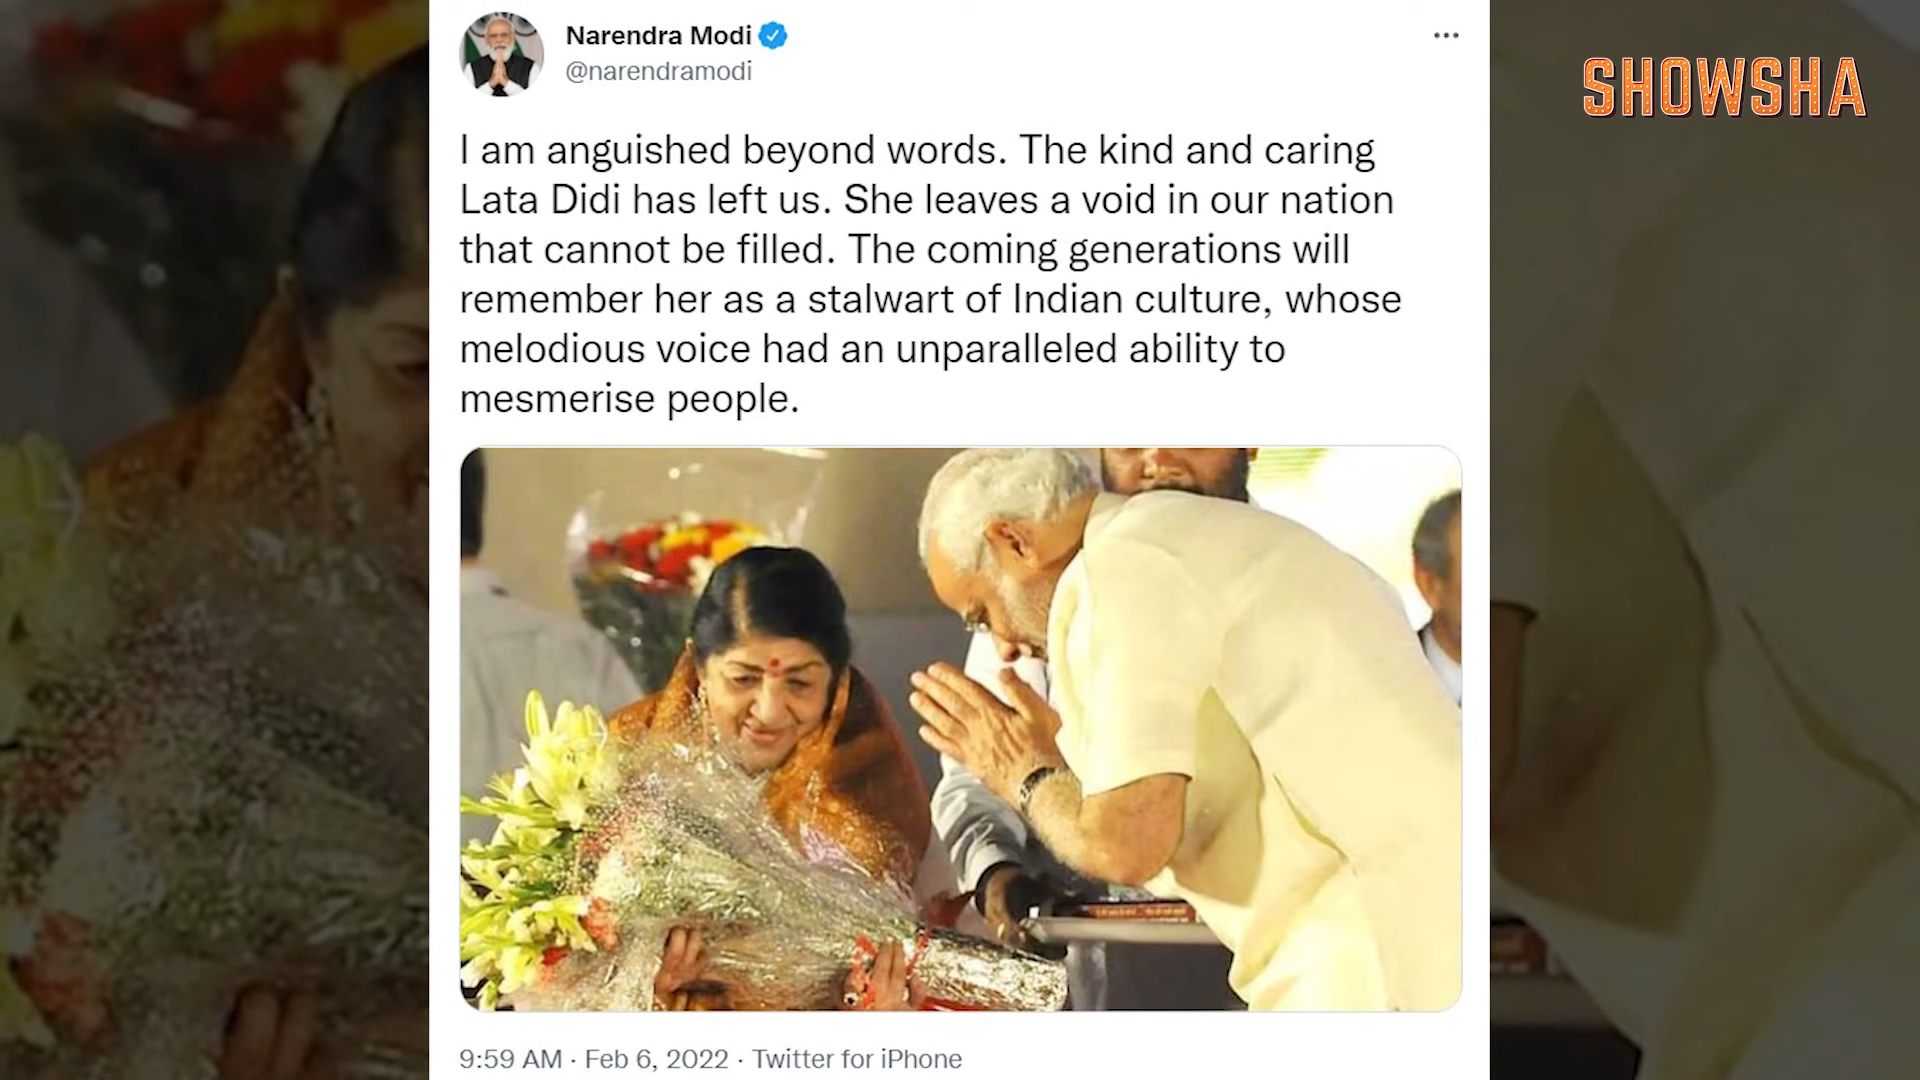 Narendra Modi
@narendramodi
SHOWSHA
I am anguished beyond words. The kind and caring
Lata Didi has left us. She leaves a void in our nation
that cannot be filled. The coming generations will
remember her as a stalwart of Indian culture, whose
melodious voice had an unparalleled ability to
mesmerise people.
9:59 AM · Feb 6, 2022 · Twitter for iPhone